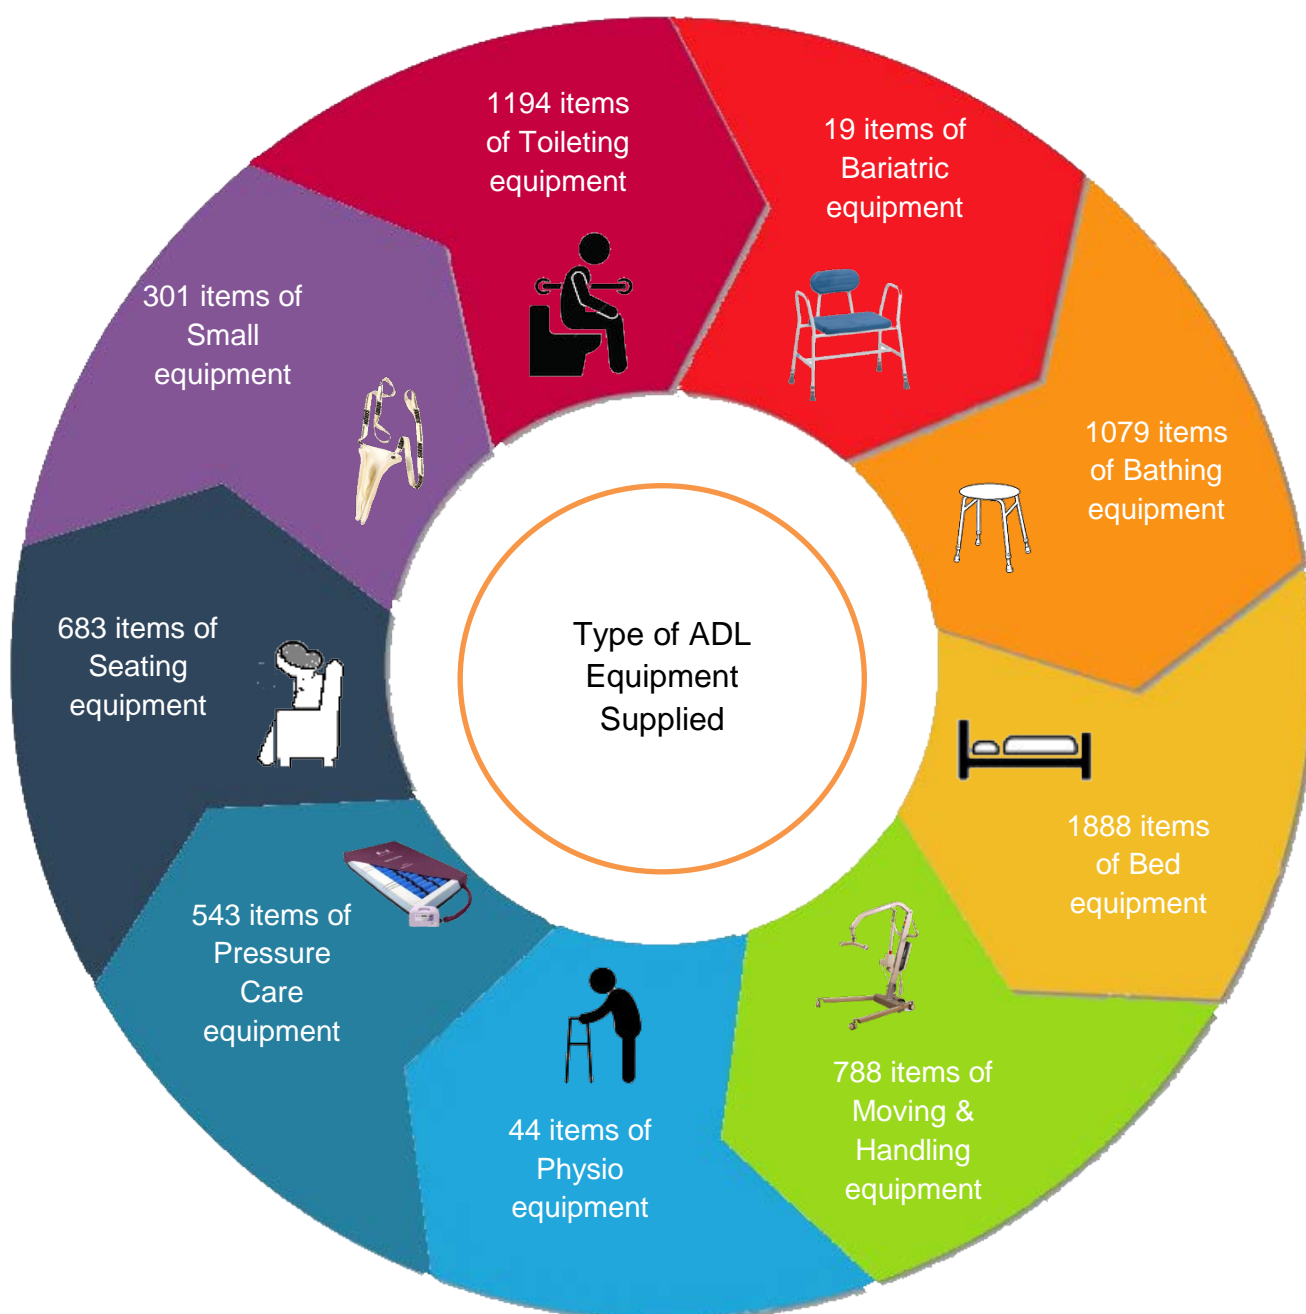 1194 items
of Toileting
equipment
19 items of
Bariatric
equipment
1079 items
of Bathing
equipment
1888 items
of Bed
equipment
788 items of
Moving &
Handling
equipment
44 items of
Physio
equipment
543 items of
Pressure
Care
equipment
683 items of
Seating
equipment
301 items of
Small
equipment
Type of ADL
Equipment
Supplied